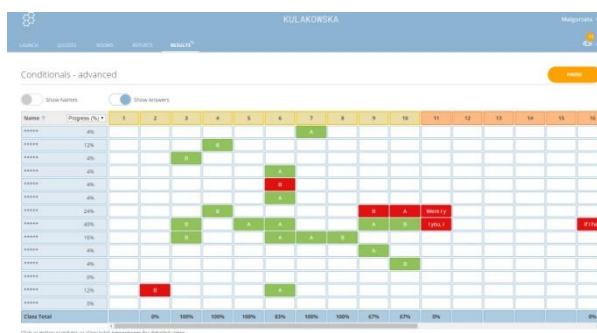 KULAKOWSKA
Malgorzata
LAUNCH QUIZZES ROOMS REPORTS RESULTS
Conditionals - advanced
FINISH
Show Names Show Answers
Name Progress (%) 1 2 3 4 5 6 7 8 9 10 11 12 13 14 15 16
***** 4% A
***** 12% B
***** 4% B
***** 4% A
***** 4% B
***** 4% A
***** 24% B B A Were I y
***** 40% B A A A B I you, I If I ha
***** 16% B A A B
***** 4% A
***** 4% B
***** 0%
***** 12% B A
***** 0%
Class Total 0% 100% 100% 100% 83% 100% 100% 67% 67% 0% 0%